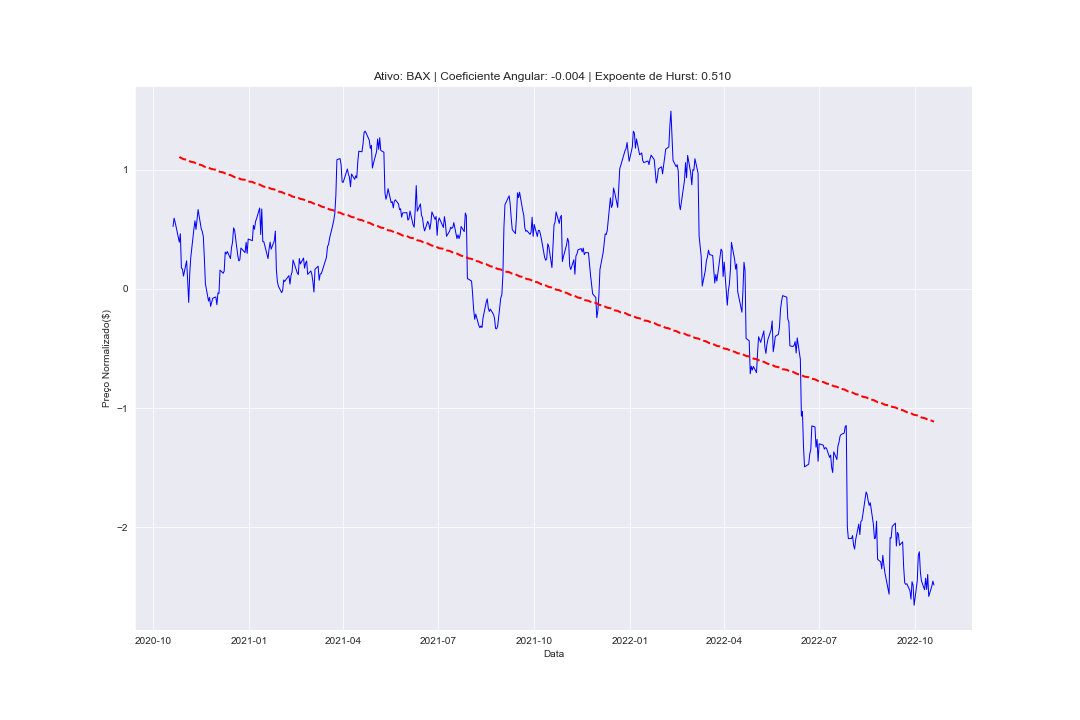 Ativo: BAX | Coeficiente Angular: -0.004 | Expoente de Hurst: 0.510
Preço Normalizado($)
1
0
−1
−2
2020-10 2021-01 2021-04 2021-07 2021-10 2022-01 2022-04 2022-07 2022-10
Data